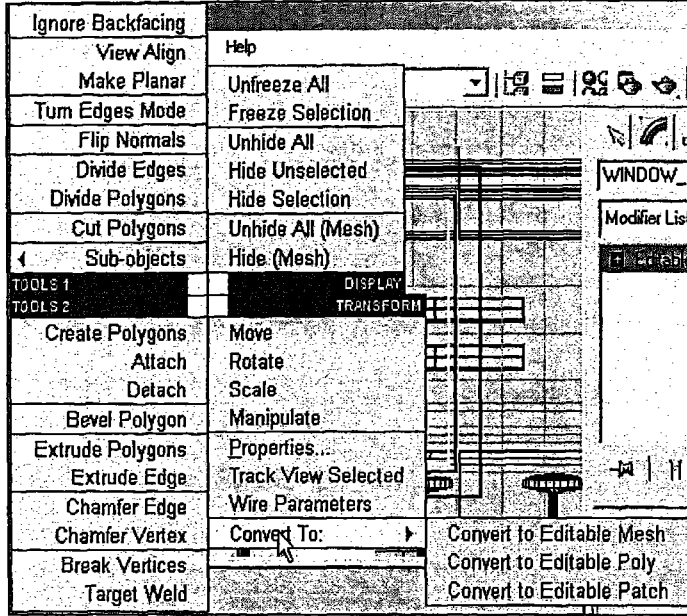 Ignore Backfacing
View Align
Make Planar
Turn Edges Mode
Flip Normals
Divide Edges
Divide Polygons
Cut Polygons
Sub-objects
TOOLS 1
TOOLS 2
Create Polygons
Attach
Detach
Bevel Polygon
Extrude Polygons
Extrude Edge
Chamfer Edge
Chamfer Vertex
Break Vertices
Target Weld
Help
Unfreeze All
Freeze Selection
Unhide All
Hide Unselected
Hide Selection
Unhide All (Mesh)
Hide (Mesh)
DISPLAY
TRANSFORM
Move
Rotate
Scale
Manipulate
Properties...
Track View Selected
Wire Parameters
Convert To:
Convert to Editable Mesh
Convert to Editable Poly
Convert to Editable Patch
WINDOW_
Modifier Lis
Editable